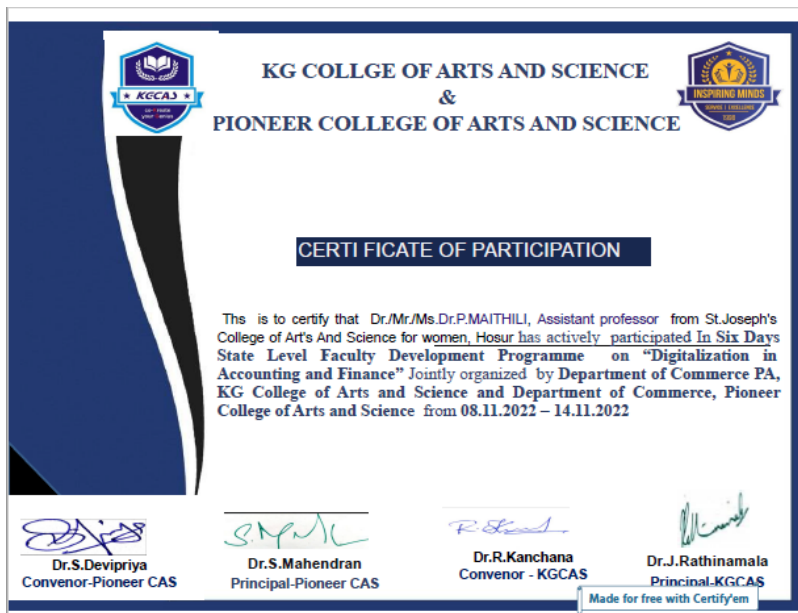 KG COLLGE OF ARTS AND SCIENCE
&
PIONEER COLLEGE OF ARTS AND SCIENCE
KGCAS
your Genius
INSPIRING MINDS
SERVICE | EXCELLENCE
CERTI FICATE OF PARTICIPATION
Ths is to certify that Dr./Mr./Ms.Dr.P.MAITHILI, Assistant professor from St.Joseph's
College of Art's And Science for women, Hosur has actively participated In Six Days
State Level Faculty Development Programme on “Digitalization in
Accounting and Finance” Jointly organized by Department of Commerce PA,
KG College of Arts and Science and Department of Commerce, Pioneer
College of Arts and Science from 08.11.2022 – 14.11.2022
Dr.S.Devipriya
Convenor-Pioneer CAS
Dr.S.Mahendran
Principal-Pioneer CAS
Dr.R.Kanchana
Convenor - KGCAS
Dr.J.Rathinamala
Principal-KGCAS
Made for free with Certify'em